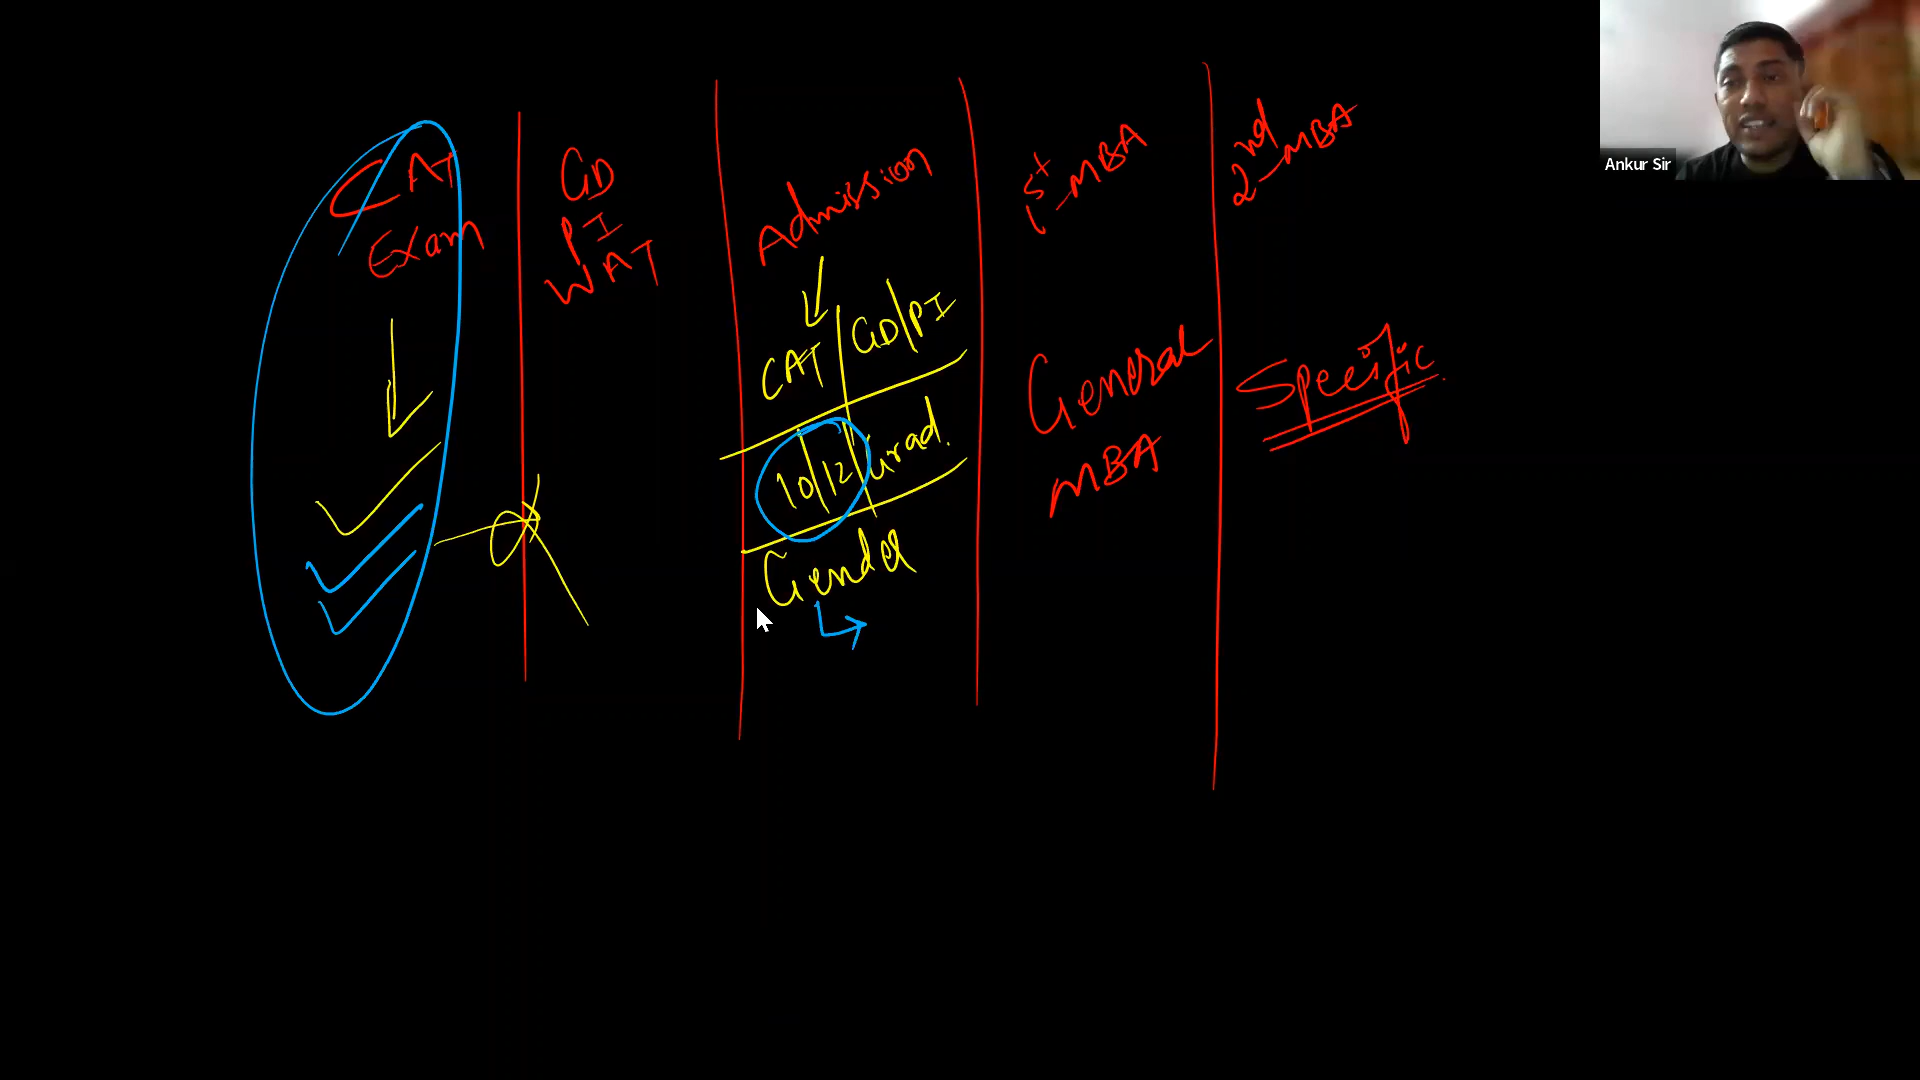 CAT
Exam
GD
PI
WAT
Admission
CAT GD/PI
10/12/Grad.
Gender
1st MBA
General
MBA
2nd MBA
Specific
Ankur Sir